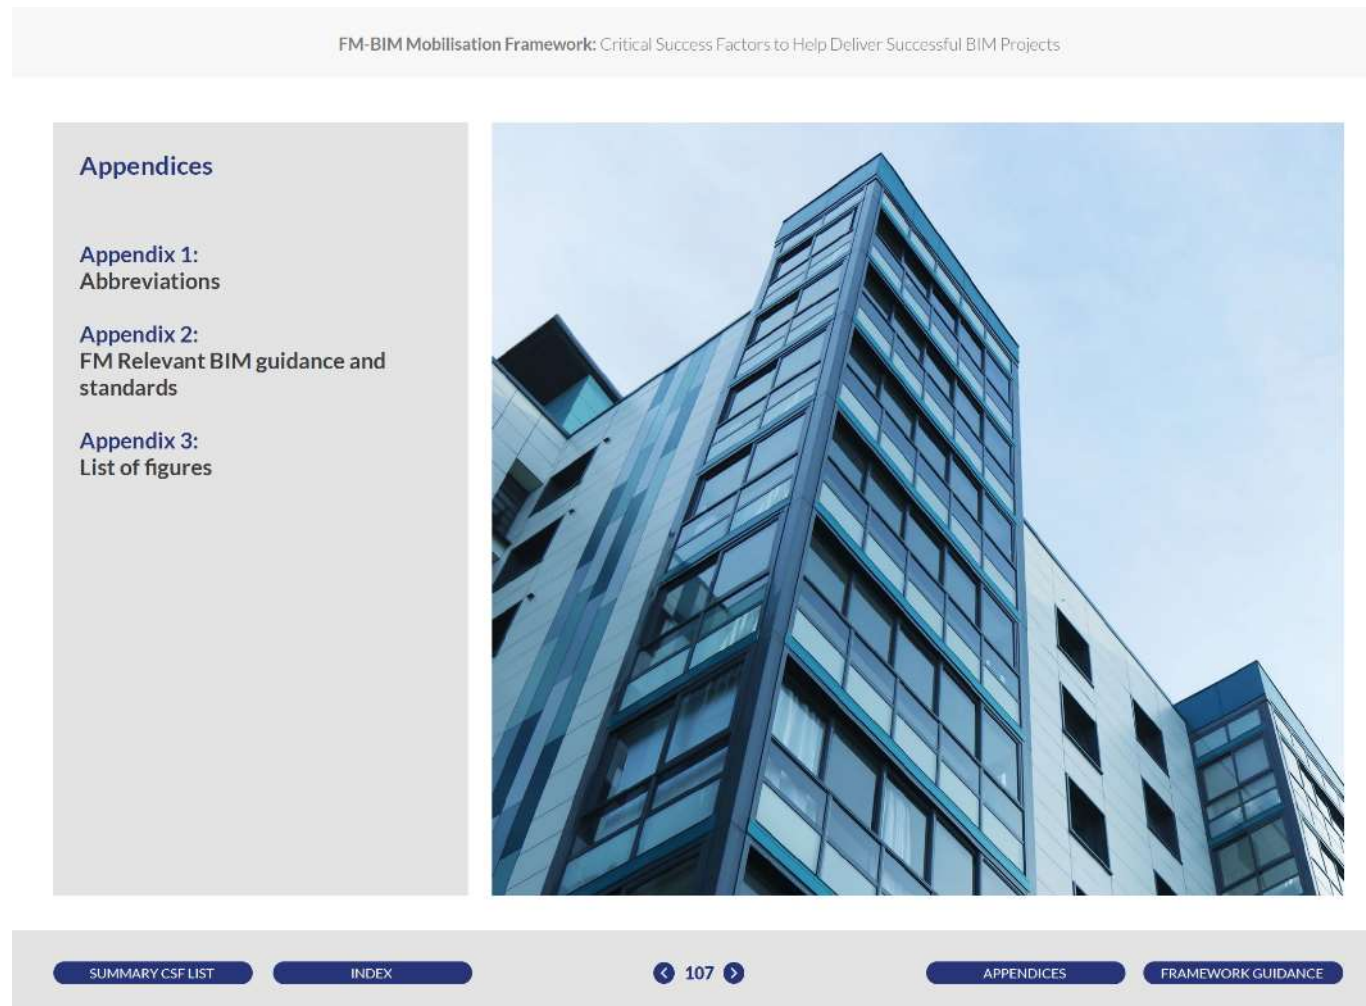 FM-BIM Mobilisation Framework: Critical Success Factors to Help Deliver Successful BIM Projects
Appendices
Appendix 1:
Abbreviations
Appendix 2:
FM Relevant BIM guidance and
standards
Appendix 3:
List of figures
SUMMARY CSF LIST
INDEX
107
APPENDICES
FRAMEWORK GUIDANCE